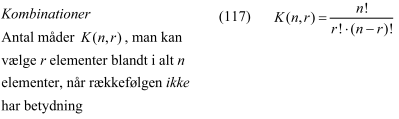 Kombinationer (117) K(n,r) = n! / (r!·(n−r)!)
Antal måder K(n,r), man kan
vælge r elementer blandt i alt n
elementer, når rækkefølgen ikke
har betydning